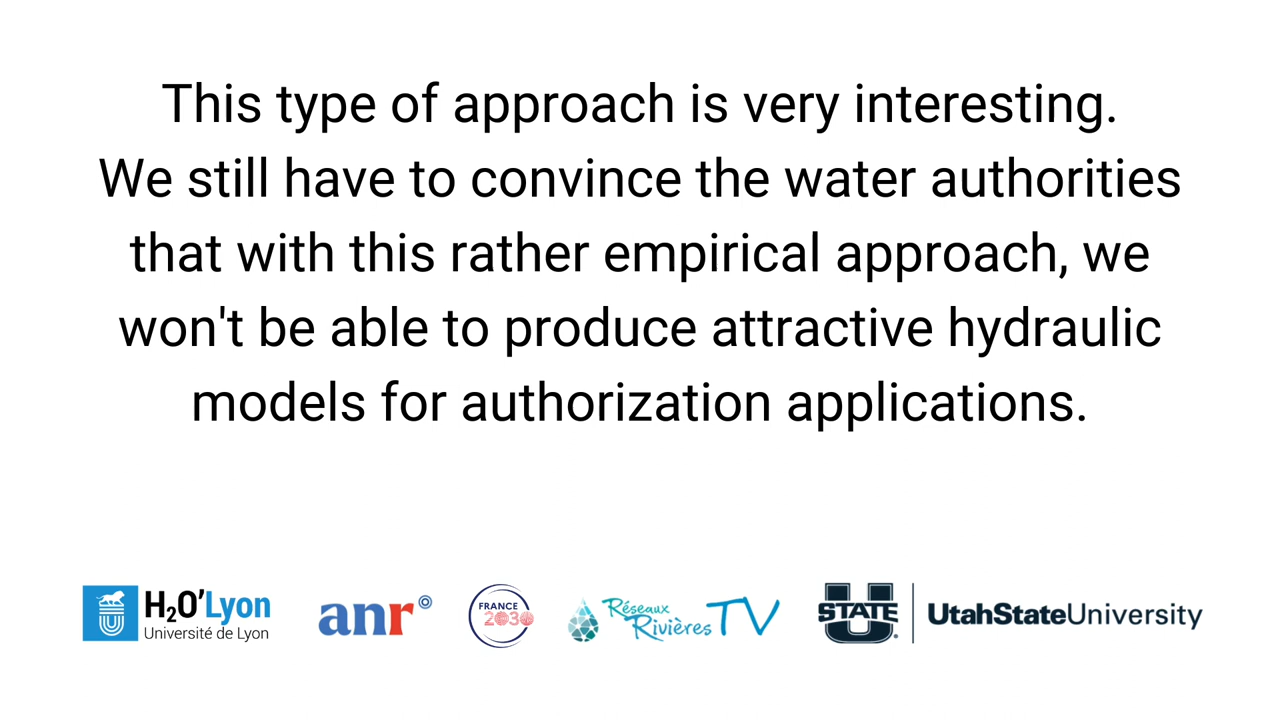 This type of approach is very interesting.
We still have to convince the water authorities
that with this rather empirical approach, we
won't be able to produce attractive hydraulic
models for authorization applications.
H₂O'Lyon
Université de Lyon
anr
FRANCE
2030
Réseaux
Rivières TV
STATE
UtahStateUniversity